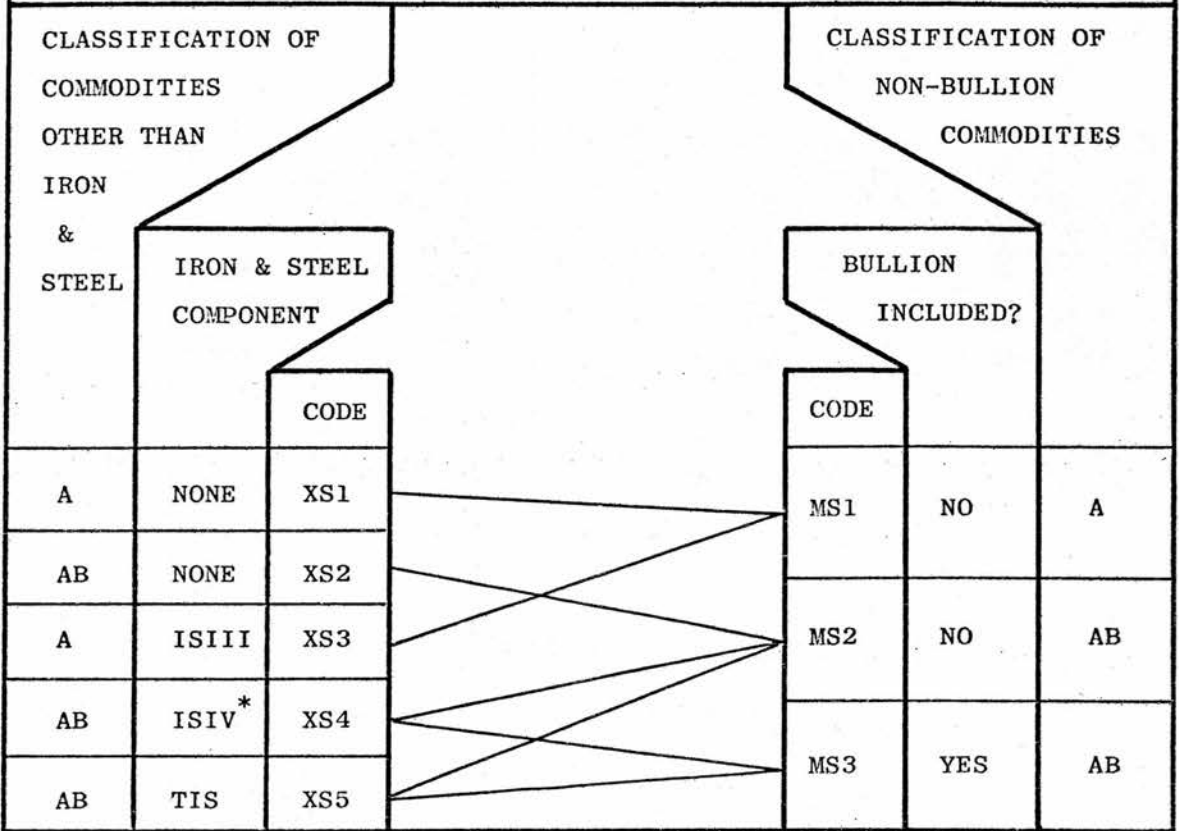 CLASSIFICATION OF
COMMODITIES
OTHER THAN
IRON
&
STEEL
IRON & STEEL
COMPONENT
CODE
CLASSIFICATION OF
NON-BULLION
COMMODITIES
BULLION
INCLUDED?
CODE
A NONE XS1
AB NONE XS2
A ISIII XS3
AB ISIV* XS4
AB TIS XS5
MS1 NO A
MS2 NO AB
MS3 YES AB